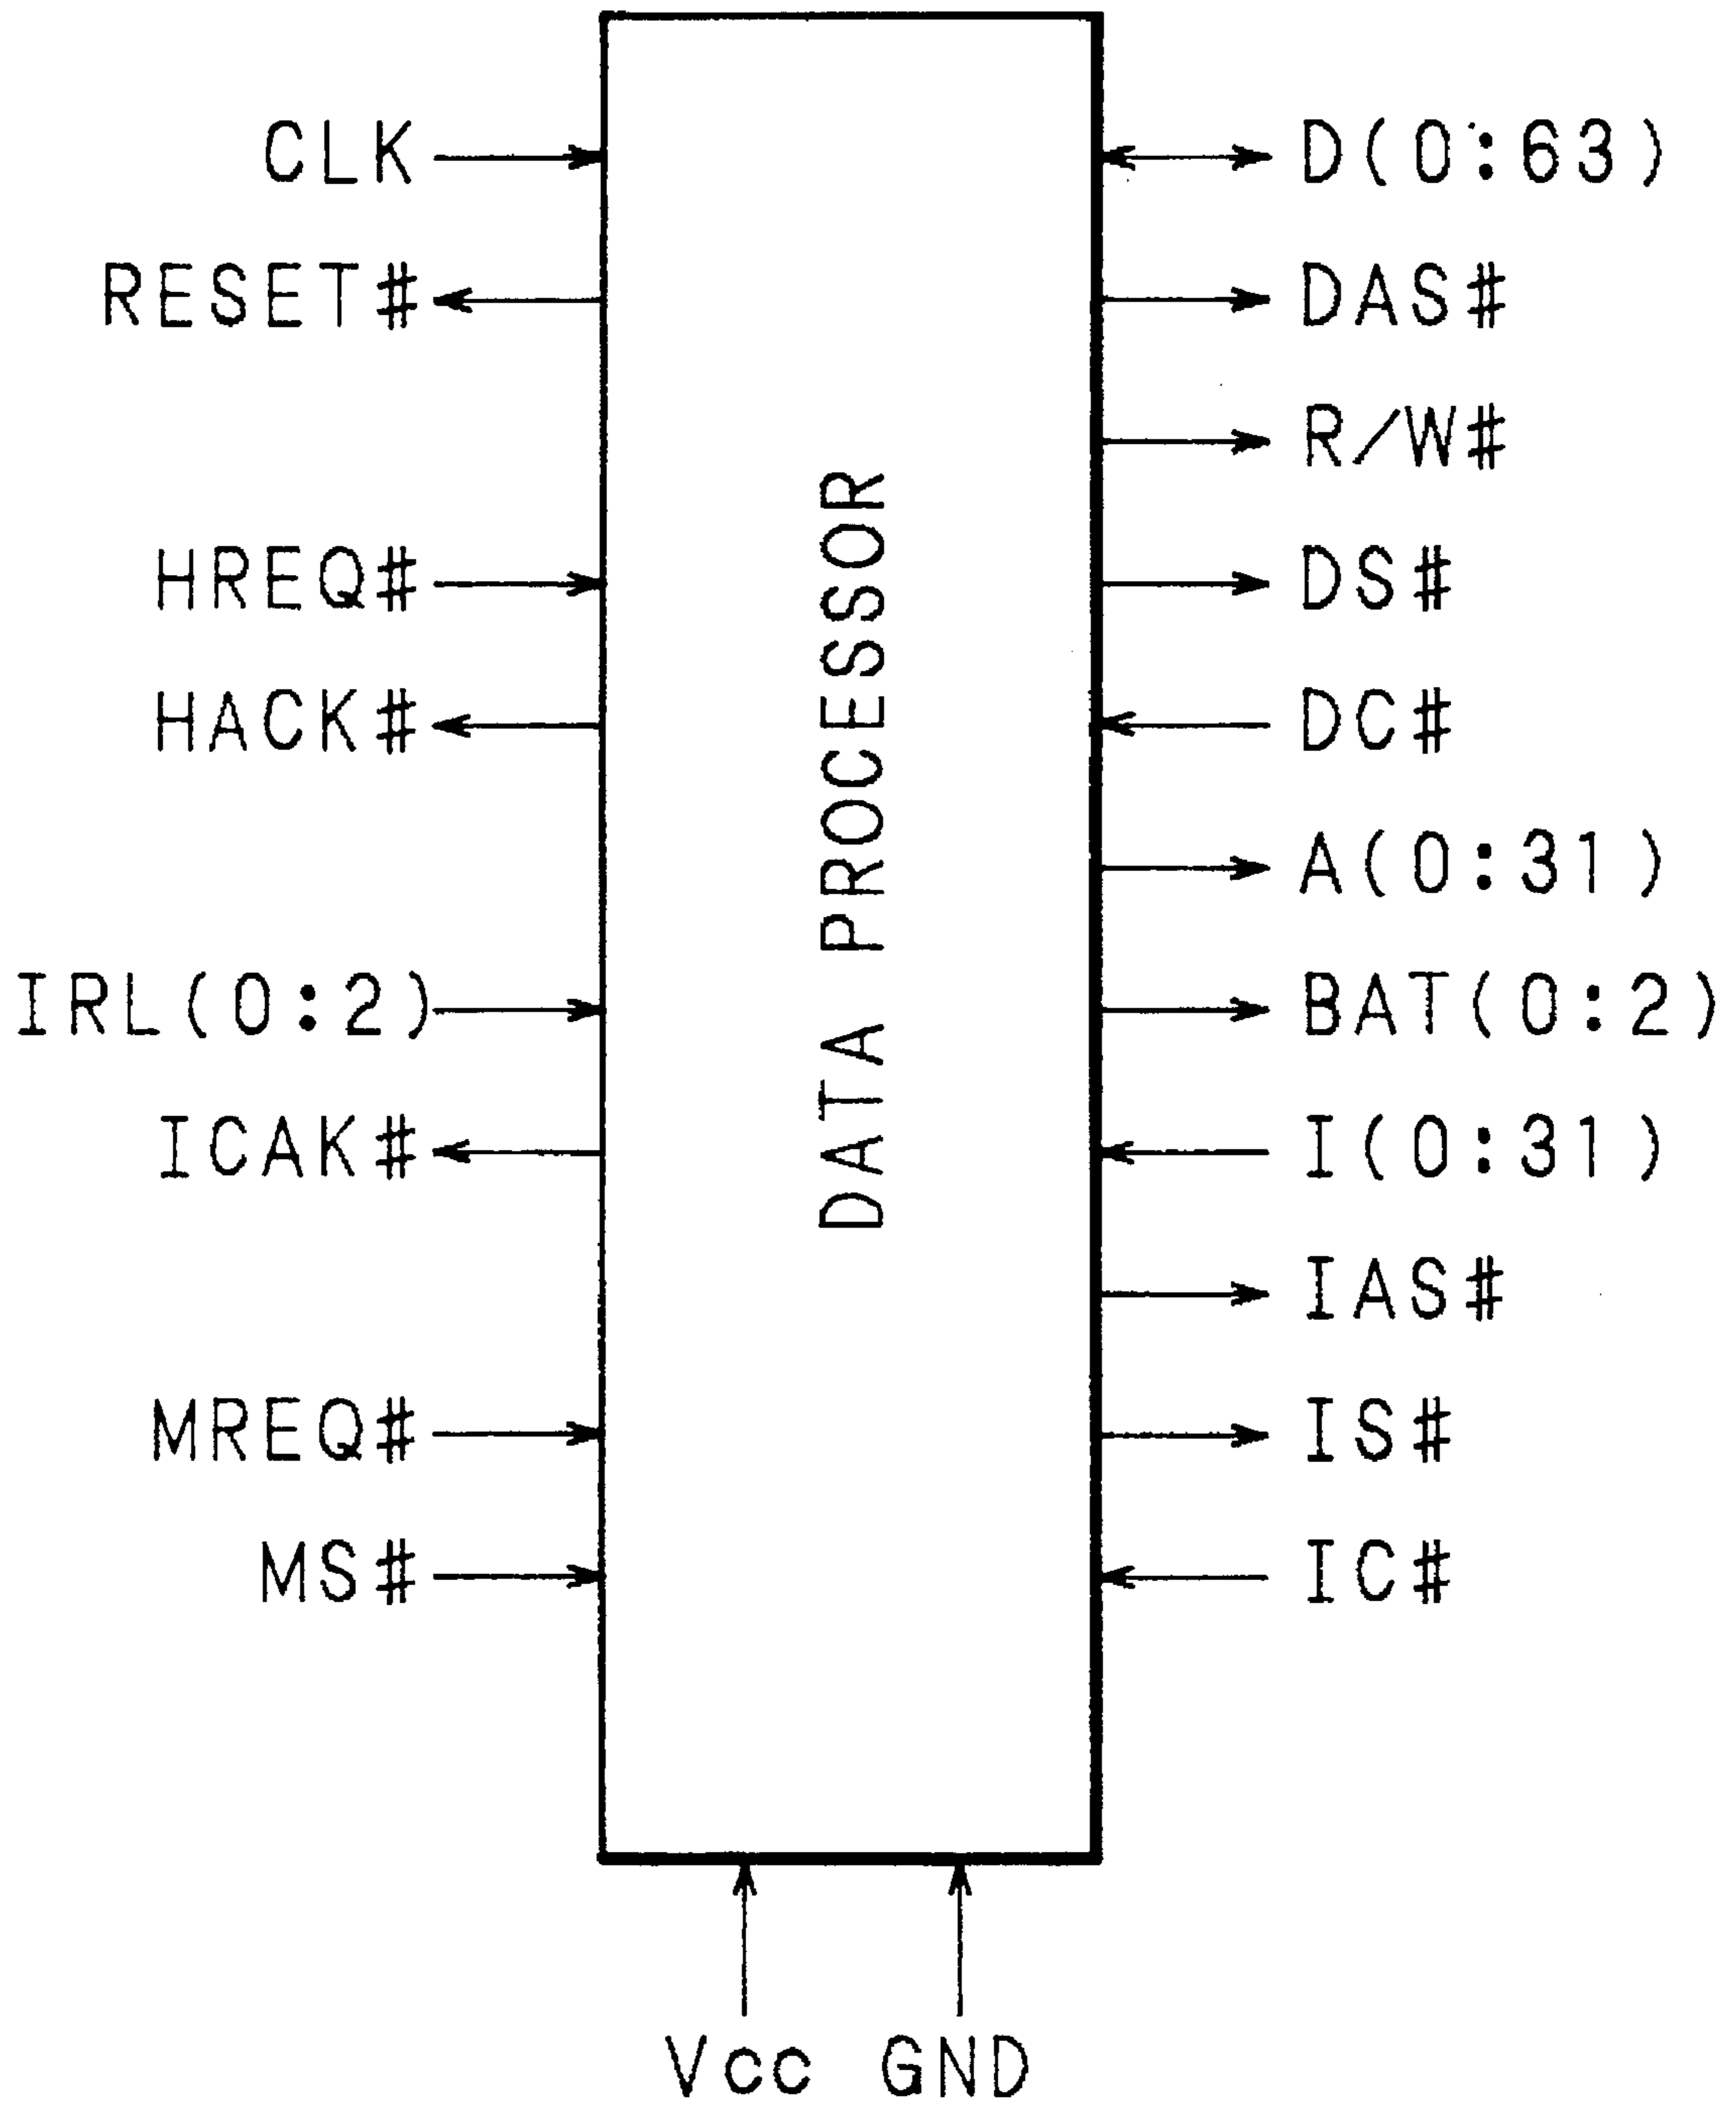 CLK
RESET#
HREQ#
HACK#
IRL(0:2)
ICAK#
MREQ#
MS#
DATA PROCESSOR
D(0:63)
DAS#
R/W#
DS#
DC#
A(0:31)
BAT(0:2)
I(0:31)
IAS#
IS#
IC#
Vcc GND